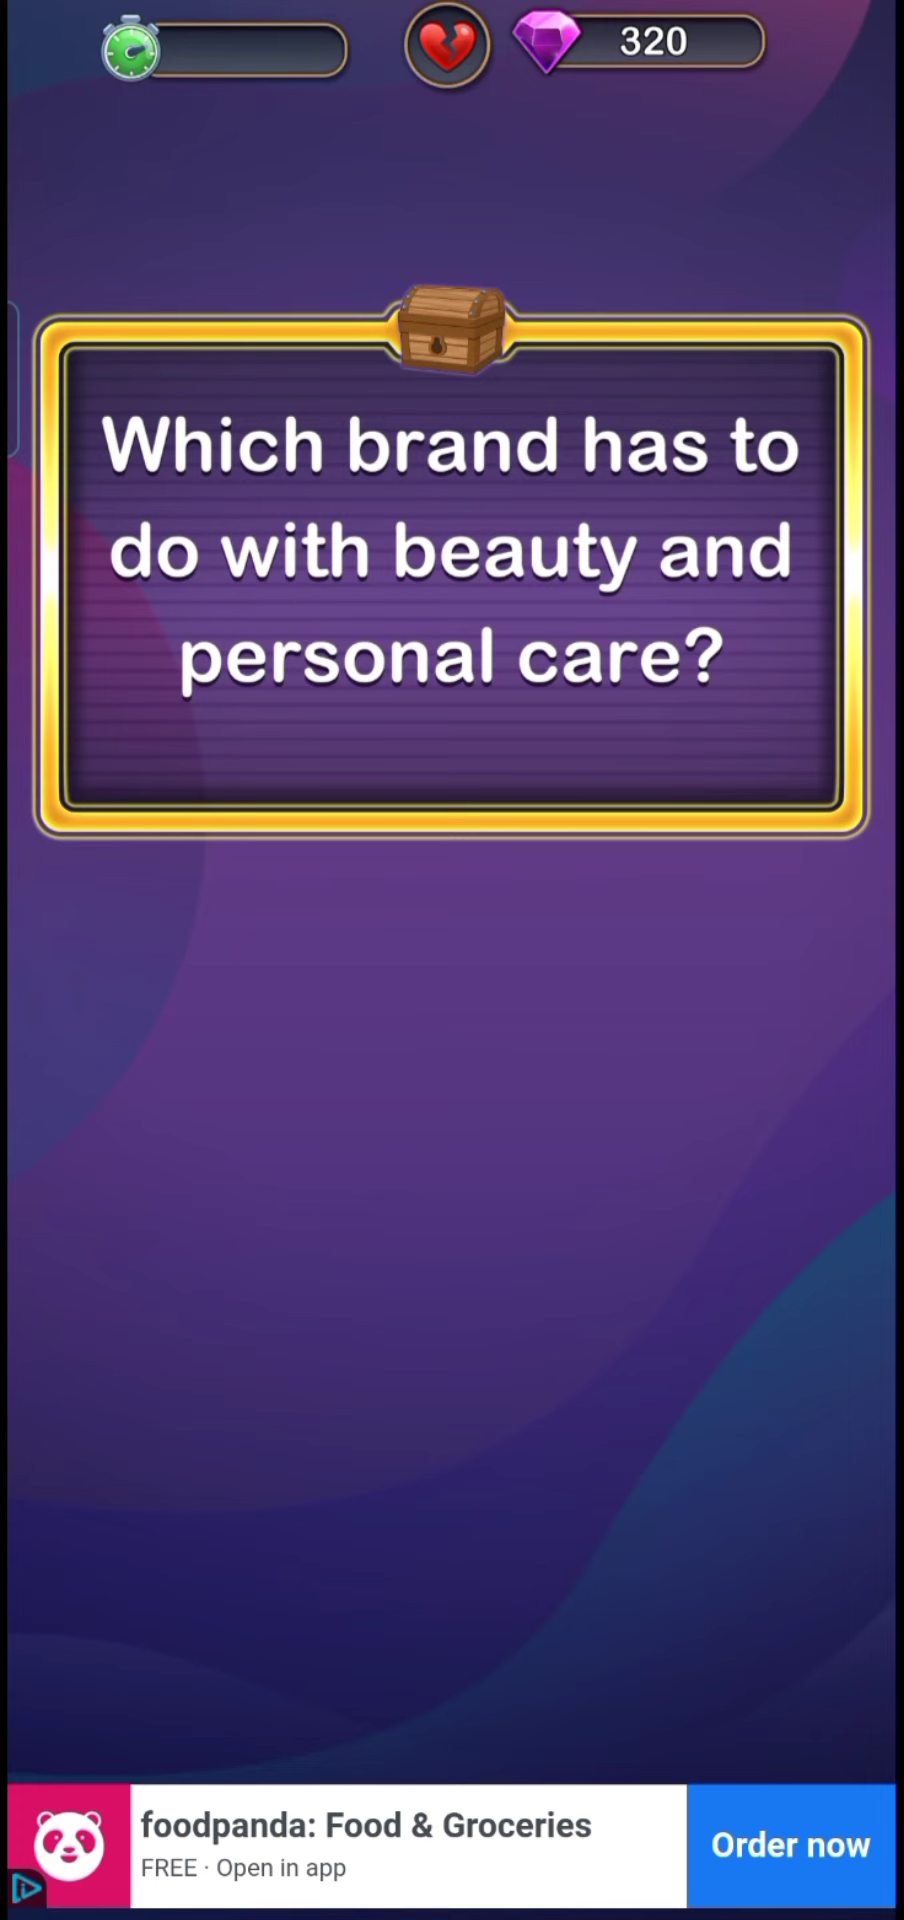 320
Which brand has to
do with beauty and
personal care?
foodpanda: Food & Groceries
FREE · Open in app
Order now